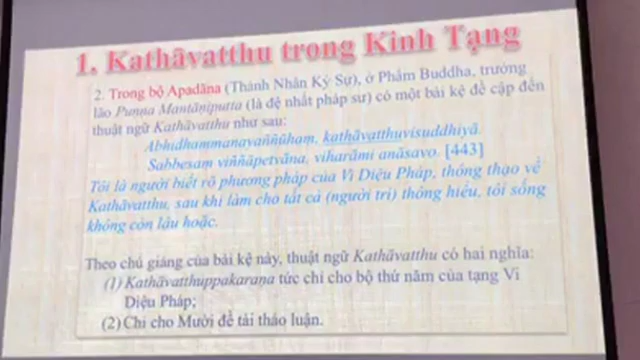 1. Kathāvatthu trong Kinh Tạng
2. Trong bộ Apadāna (Thánh Nhân Ký Sự), ở Phẩm Buddha, trưởng
lão Puṇṇa Mantāṇiputta (là đệ nhất pháp sư) có một bài kệ đề cập đến
thuật ngữ Kathāvatthu như sau:
Abhidhammanayaññūhaṃ, kathāvatthuvisuddhiyā
Sabbesaṃ viññāpetvāna, viharāmi anāsavo. [443]
Tôi là người biết rõ phương pháp của Vi Diệu Pháp, thông thạo về
Kathāvatthu, sau khi làm cho tất cả (người trí) thông hiểu, tôi sống
không còn lậu hoặc.
Theo chú giảng của bài kệ này, thuật ngữ Kathāvatthu có hai nghĩa:
(1) Kathāvatthuppakaraṇa tức chỉ cho bộ thứ năm của tạng Vi
Diệu Pháp;
(2) Chỉ cho Mười đề tài thảo luận.